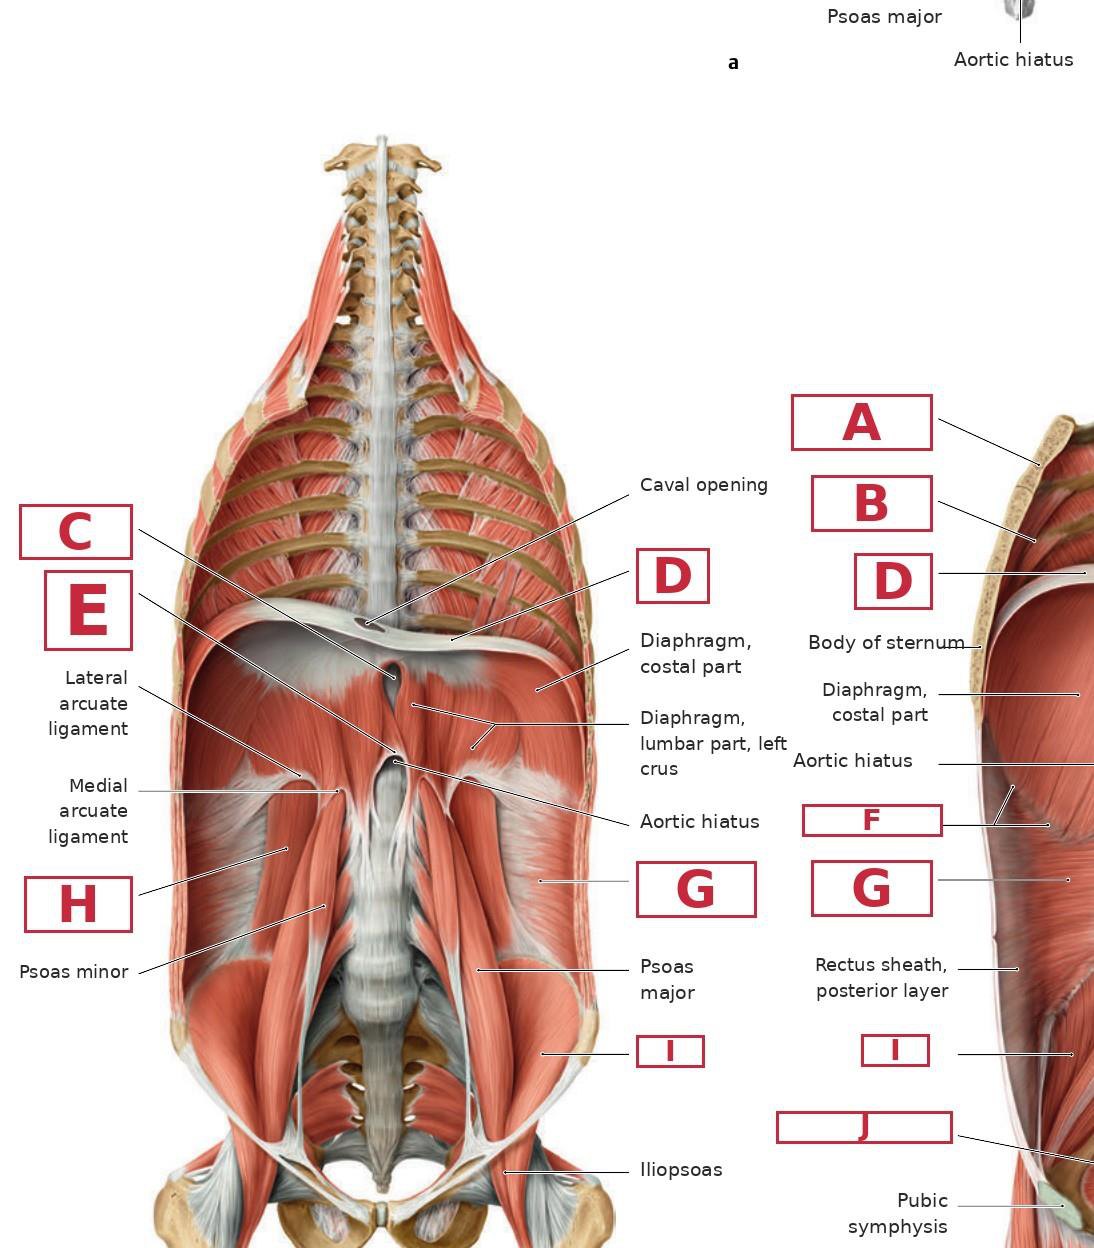 Psoas major
Aortic hiatus
a
A
Caval opening
B
C
D
D
E
Body of sternum
Diaphragm,
costal part
Lateral
arcuate
ligament
Diaphragm,
costal part
Diaphragm,
lumbar part, left
crus
Aortic hiatus
Medial
arcuate
ligament
Aortic hiatus
F
G
G
H
Psoas minor
Psoas
major
Rectus sheath,
posterior layer
I
I
J
Iliopsoas
Pubic
symphysis